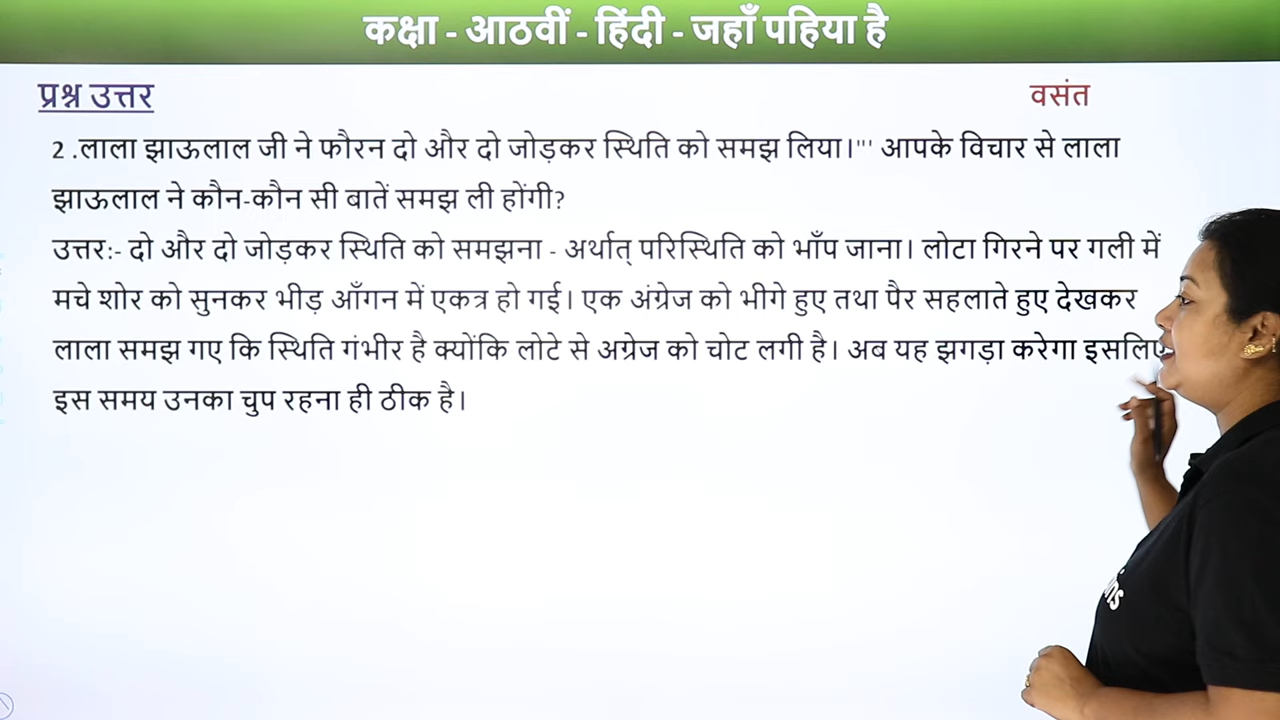 कक्षा - आठवीं - हिंदी - जहाँ पहिया है
प्रश्न उत्तर
वसंत
2 .लाला झाऊलाल जी ने फौरन दो और दो जोड़कर स्थिति को समझ लिया।"' आपके विचार से लाला
झाऊलाल ने कौन-कौन सी बातें समझ ली होंगी?
उत्तर:- दो और दो जोड़कर स्थिति को समझना - अर्थात् परिस्थिति को भाँप जाना। लोटा गिरने पर गली में
मचे शोर को सुनकर भीड़ आँगन में एकत्र हो गई। एक अंग्रेज को भीगे हुए तथा पैर सहलाते हुए देखकर
लाला समझ गए कि स्थिति गंभीर है क्योंकि लोटे से अग्रेज को चोट लगी है। अब यह झगड़ा करेगा इसलिए
इस समय उनका चुप रहना ही ठीक है।